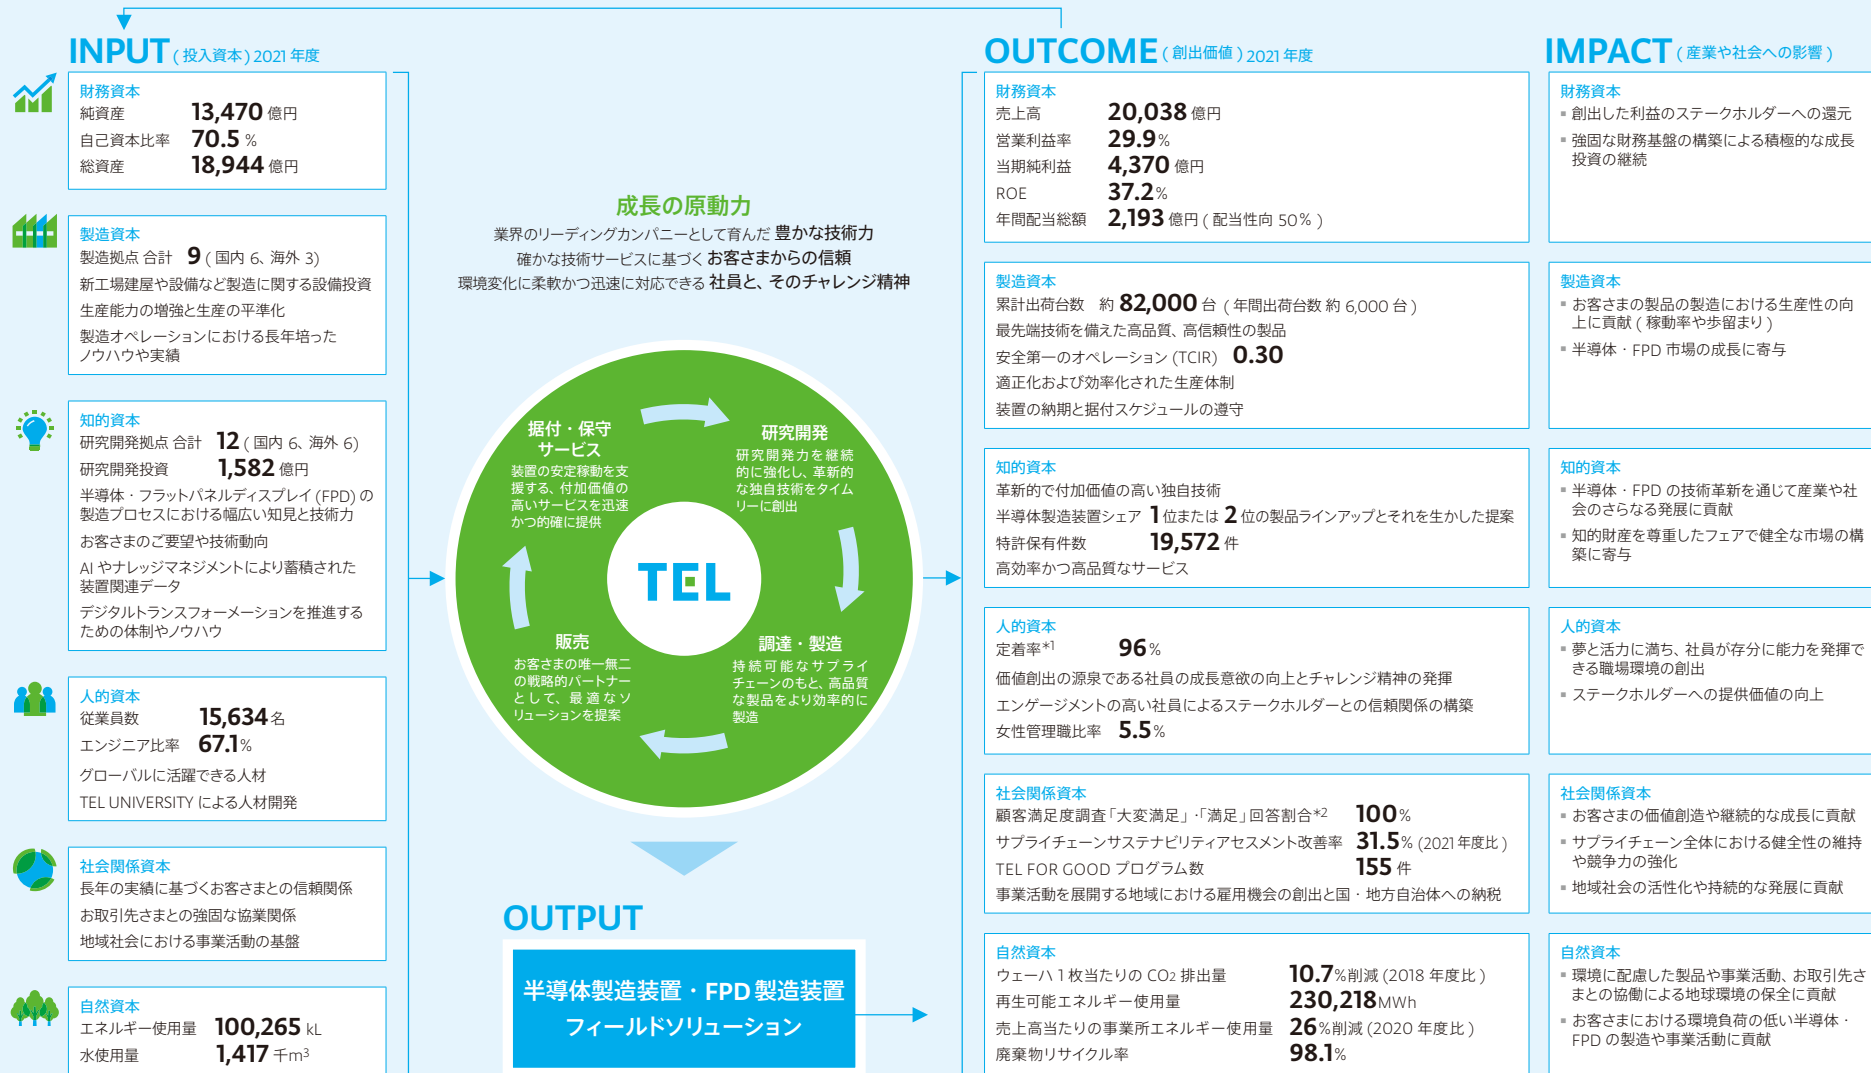 INPUT ( 投入資本 ) 2021 年度
財務資本
純資産 13,470 億円
自己資本比率 70.5 %
総資産 18,944 億円
製造資本
製造拠点 合計 9 ( 国内 6、海外 3)
新工場建屋や設備など製造に関する設備投資
生産能力の増強と生産の平準化
製造オペレーションにおける長年培った
ノウハウや実績
知的資本
研究開発拠点 合計 12 ( 国内 6、海外 6)
研究開発投資 1,582 億円
半導体・フラットパネルディスプレイ (FPD) の
製造プロセスにおける幅広い知見と技術力
お客さまのご要望や技術動向
AI やナレッジマネジメントにより蓄積された
装置関連データ
デジタルトランスフォーメーションを推進する
ための体制やノウハウ
人的資本
従業員数 15,634 名
エンジニア比率 67.1%
グローバルに活躍できる人材
TEL UNIVERSITY による人材開発
社会関係資本
長年の実績に基づくお客さまとの信頼関係
お取引先さまとの強固な協業関係
地域社会における事業活動の基盤
自然資本
エネルギー使用量 100,265 kL
水使用量 1,417 千m³
成長の原動力
業界のリーディングカンパニーとして育んだ 豊かな技術力
確かな技術サービスに基づく お客さまからの信頼
環境変化に柔軟かつ迅速に対応できる 社員と、そのチャレンジ精神
据付・保守
サービス
装置の安定稼動を支
援する、付加価値の
高いサービスを迅速
かつ的確に提供
研究開発
研究開発力を継続
的に強化し、革新的
な独自技術をタイム
リーに創出
TEL
販売
お客さまの唯一無二
の戦略的パートナー
として、最適なソ
リューションを提案
調達・製造
持続可能なサプライ
チェーンのもと、高品質
な製品をより効率的に
製造
OUTPUT
半導体製造装置・FPD 製造装置
フィールドソリューション
OUTCOME ( 創出価値 ) 2021 年度
財務資本
売上高 20,038 億円
営業利益率 29.9%
当期純利益 4,370 億円
ROE 37.2%
年間配当総額 2,193 億円 ( 配当性向 50% )
製造資本
累計出荷台数 約 82,000 台 ( 年間出荷台数 約 6,000 台 )
最先端技術を備えた高品質、高信頼性の製品
安全第一のオペレーション (TCIR) 0.30
適正化および効率化された生産体制
装置の納期と据付スケジュールの遵守
知的資本
革新的で付加価値の高い独自技術
半導体製造装置シェア 1 位または 2 位の製品ラインアップとそれを生かした提案
特許保有件数 19,572 件
高効率かつ高品質なサービス
人的資本
定着率*1 96%
価値創出の源泉である社員の成長意欲の向上とチャレンジ精神の発揮
エンゲージメントの高い社員によるステークホルダーとの信頼関係の構築
女性管理職比率 5.5%
社会関係資本
顧客満足度調査「大変満足」・「満足」回答割合*2 100%
サプライチェーンサステナビリティアセスメント改善率 31.5% (2021 年度比 )
TEL FOR GOOD プログラム数 155 件
事業活動を展開する地域における雇用機会の創出と国・地方自治体への納税
自然資本
ウェーハ 1 枚当たりの CO2 排出量 10.7%削減 (2018 年度比 )
再生可能エネルギー使用量 230,218MWh
売上高当たりの事業所エネルギー使用量 26%削減 (2020 年度比 )
廃棄物リサイクル率 98.1%
IMPACT ( 産業や社会への影響 )
財務資本
▪ 創出した利益のステークホルダーへの還元
▪ 強固な財務基盤の構築による積極的な成長
投資の継続
製造資本
▪ お客さまの製品の製造における生産性の向
上に貢献 ( 稼動率や歩留まり )
▪ 半導体・FPD 市場の成長に寄与
知的資本
▪ 半導体・FPD の技術革新を通じて産業や社
会のさらなる発展に貢献
▪ 知的財産を尊重したフェアで健全な市場の構
築に寄与
人的資本
▪ 夢と活力に満ち、社員が存分に能力を発揮で
きる職場環境の創出
▪ ステークホルダーへの提供価値の向上
社会関係資本
▪ お客さまの価値創造や継続的な成長に貢献
▪ サプライチェーン全体における健全性の維持
や競争力の強化
▪ 地域社会の活性化や持続的な発展に貢献
自然資本
▪ 環境に配慮した製品や事業活動、お取引先さ
まとの協働による地球環境の保全に貢献
▪ お客さまにおける環境負荷の低い半導体・
FPD の製造や事業活動に貢献